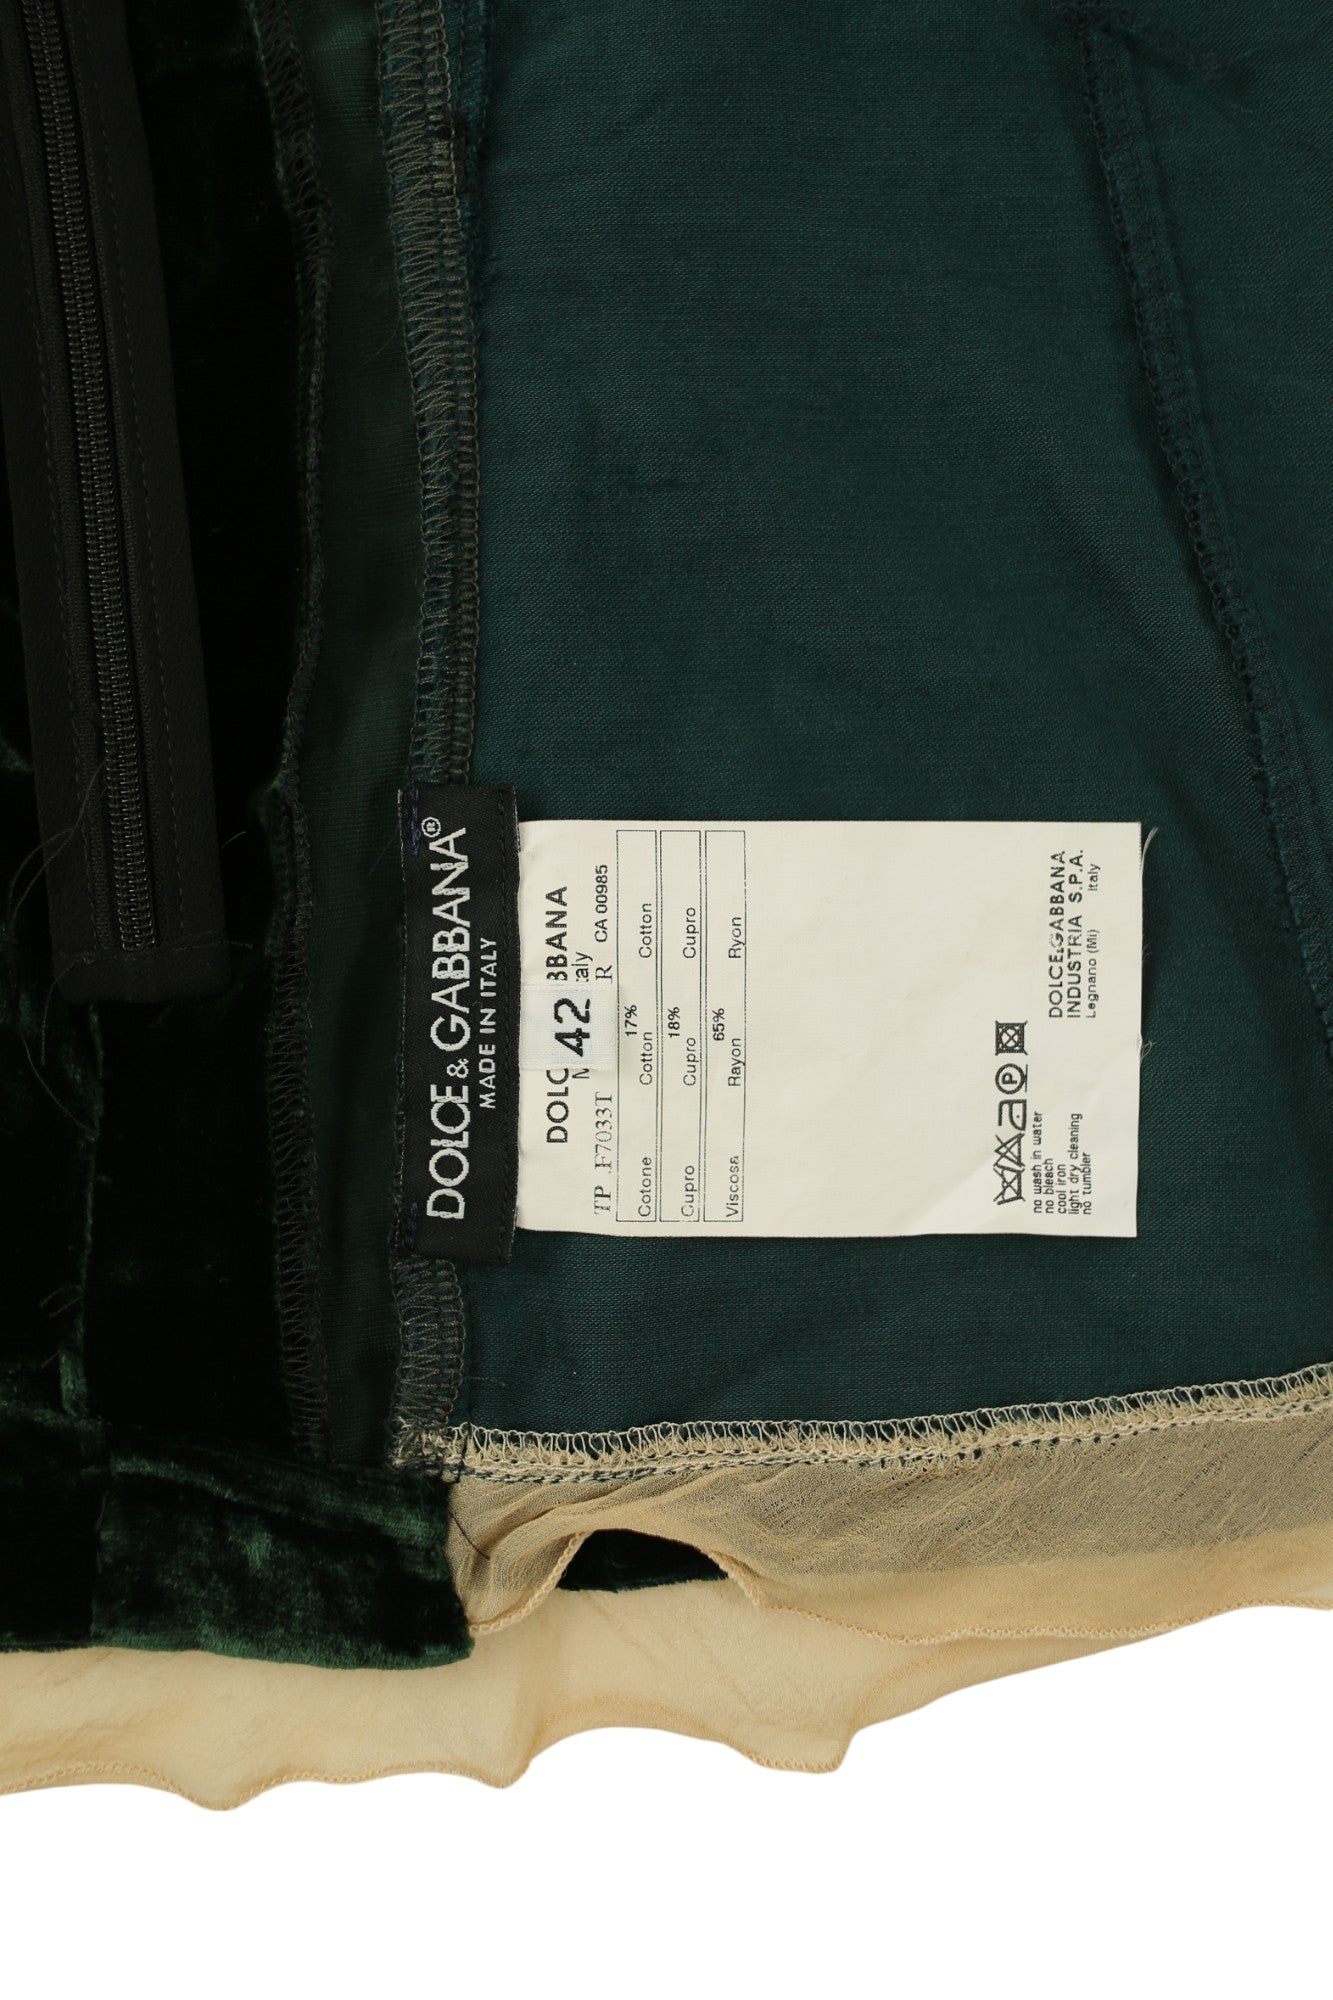 DOLCE&GABBANA®
MADE IN ITALY
BBANA
42
taly
TP .F7033T R CA 00985
Cotone Cotton 17% Cotton
Cupro Cupro 18% Cupro
Viscosa Rayon 65% Ryon
a P
no wash in water
no bleach
cool iron
light dry cleaning
no tumbler
DOLCE&GABBANA
INDUSTRIA S.P.A.
Legnano (Mi) Italy